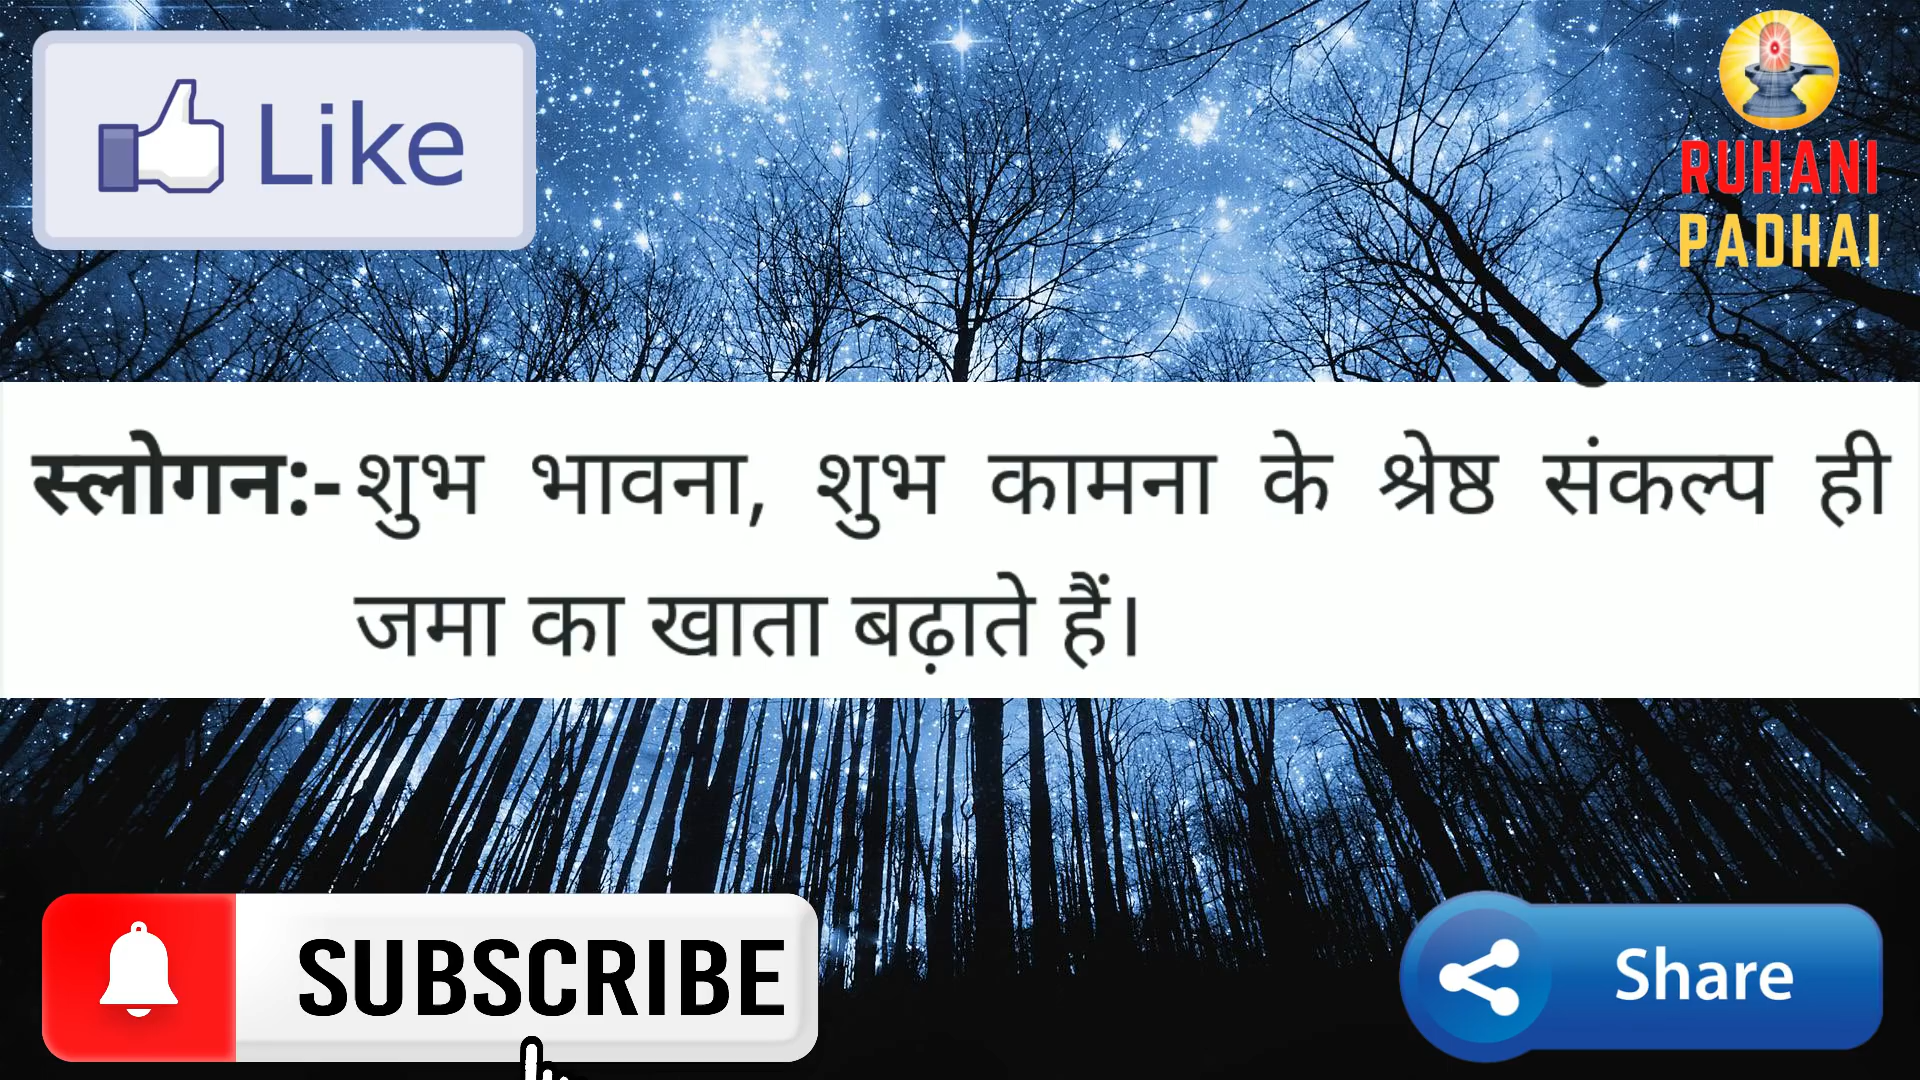 Like
RUHANI
PADHAI
स्लोगन:- शुभ भावना, शुभ कामना के श्रेष्ठ संकल्प ही
जमा का खाता बढ़ाते हैं।
SUBSCRIBE
Share